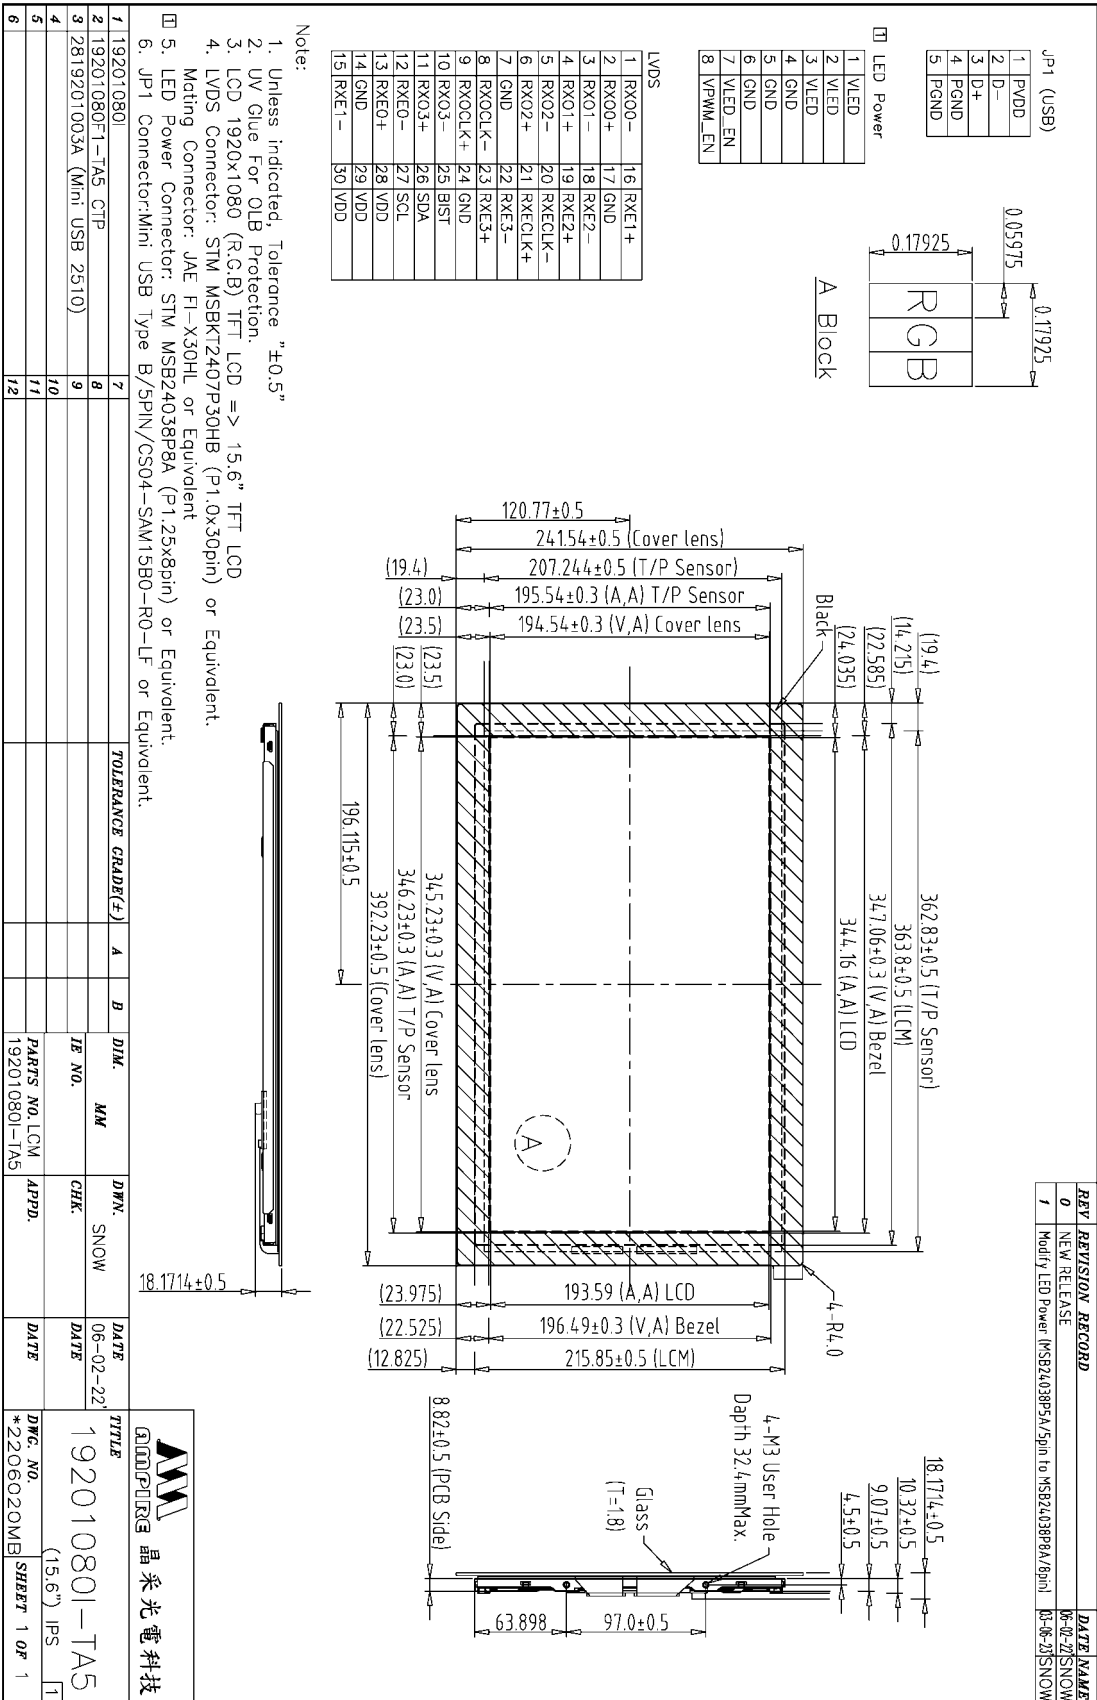 JP1 (USB)
1 PVDD
2 D-
3 D+
4 PGND
5 PGND
1 LED Power
1 VLED
2 VLED
3 VLED
4 GND
5 GND
6 GND
7 VLED_EN
8 VPWM_EN
0.05975
0.17925
0.17925
R G B
A Block
LVDS
1 RXO0- 16 RXE1+
2 RXO0+ 17 GND
3 RXO1- 18 RXE2-
4 RXO1+ 19 RXE2+
5 RXO2- 20 RXECLK-
6 RXO2+ 21 RXECLK+
7 GND 22 RXE3-
8 RXOCLK- 23 RXE3+
9 RXOCLK+ 24 GND
10 RXO3- 25 BIST
11 RXO3+ 26 SDA
12 RXE0- 27 SCL
13 RXE0+ 28 VDD
14 GND 29 VDD
15 RXE1- 30 VDD
Note:
1. Unless indicated, Tolerance "±0.5"
2. UV Glue For OLB Protection.
3. LCD 1920x1080 (R.G.B) TFT LCD => 15.6" TFT LCD
4. LVDS Connector: STM MSBKT2407P30HB (P1.0x30pin) or Equivalent.
Mating Connector: JAE FI-X30HL or Equivalent
1 5. LED Power Connector: STM MSB24038P8A (P1.25x8pin) or Equivalent.
6. JP1 Connector:Mini USB Type B/5PIN/CS04-SAM15B0-R0-LF or Equivalent.
REV REVISION RECORD DATE NAME
0 NEW RELEASE 06-02-22' SNOW
1 Modify LED Power (MSB24038P5A/5pin to MSB24038P8A/8pin) 03-06-23' SNOW
362.83±0.5 (T/P Sensor)
363.8±0.5 (LCM)
347.06±0.3 (V,A) Bezel
344.16 (A,A) LCD
(19.4)
(14.215)
(22.585)
(24.035)
Black
4-R4.0
120.77±0.5
241.54±0.5 (Cover lens)
207.244±0.5 (T/P Sensor)
195.54±0.3 (A,A) T/P Sensor
194.54±0.3 (V,A) Cover lens
(19.4)
(23.0)
(23.5)
(23.5)
(23.0)
A
193.59 (A,A) LCD
196.49±0.3 (V,A) Bezel
215.85±0.5 (LCM)
(23.975)
(22.525)
(12.825)
345.23±0.3 (V,A) Cover lens
346.23±0.3 (A,A) T/P Sensor
392.23±0.5 (Cover lens)
196.115±0.5
18.1714±0.5
18.1714±0.5
10.32±0.5
9.07±0.5
4.5±0.5
4-M3 User Hole
Dapth 32.4mmMax.
Glass
(T=1.8)
8.82±0.5 (PCB Side)
63.898
97.0±0.5
1 19201080I
2 19201080F1-TA5 CTP
3 2819201003A (Mini USB 2510)
4
5
6
7
8
9
10
11
12
TOLERANCE GRADE(±) A B
DIM. MM
IE NO.
PARTS NO. LCM
19201080I-TA5
DWN. SNOW
CHK.
APPD.
DATE 06-02-22'
DATE
DATE
AMPIRE 晶采光電科技
TITLE
19201080I-TA5
(15.6") IPS 1
DWG. NO.
*2206020MB
SHEET 1 OF 1